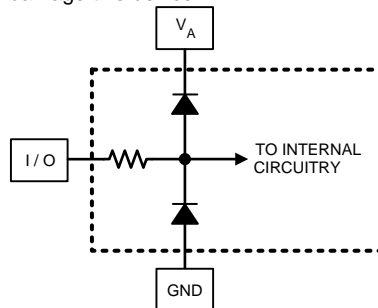 V_A
I / O
TO INTERNAL
CIRCUITRY
GND